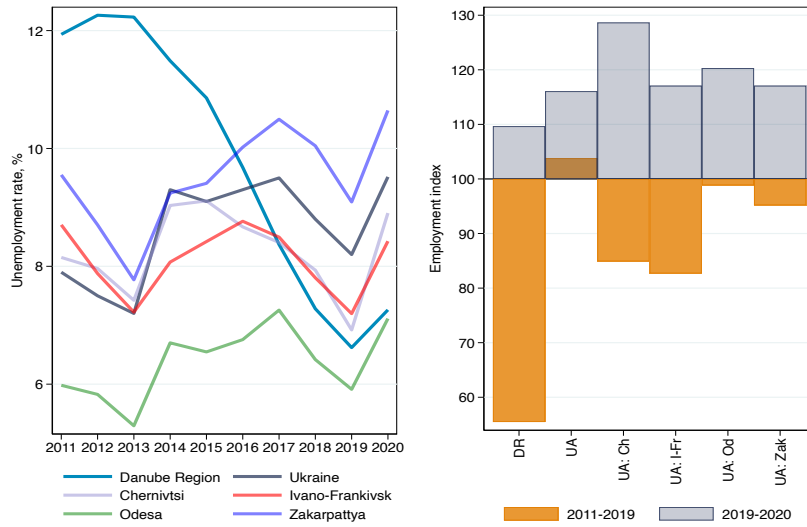 Unemployment rate, %
12
10
8
6
2011 2012 2013 2014 2015 2016 2017 2018 2019 2020
Danube Region
Ukraine
Chernivtsi
Ivano-Frankivsk
Odesa
Zakarpattya
Employment index
130
120
110
100
90
80
70
60
DR
UA
UA: Ch
UA: I-Fr
UA: Od
UA: Zak
2011-2019
2019-2020